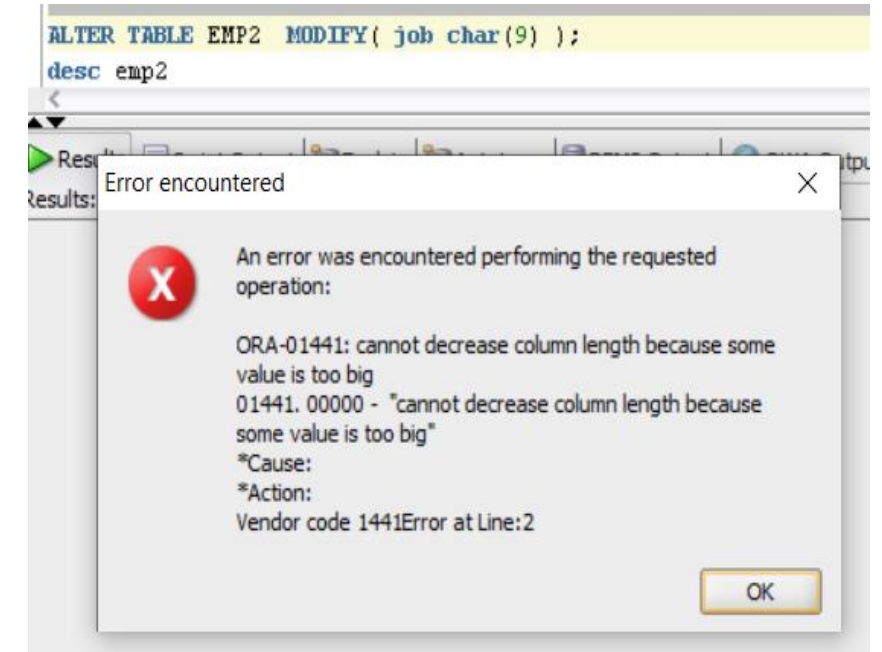 ALTER TABLE EMP2 MODIFY( job char(9) );
desc emp2
Results:
Error encountered
An error was encountered performing the requested
operation:
ORA-01441: cannot decrease column length because some
value is too big
01441. 00000 - "cannot decrease column length because
some value is too big"
*Cause:
*Action:
Vendor code 1441Error at Line:2
OK